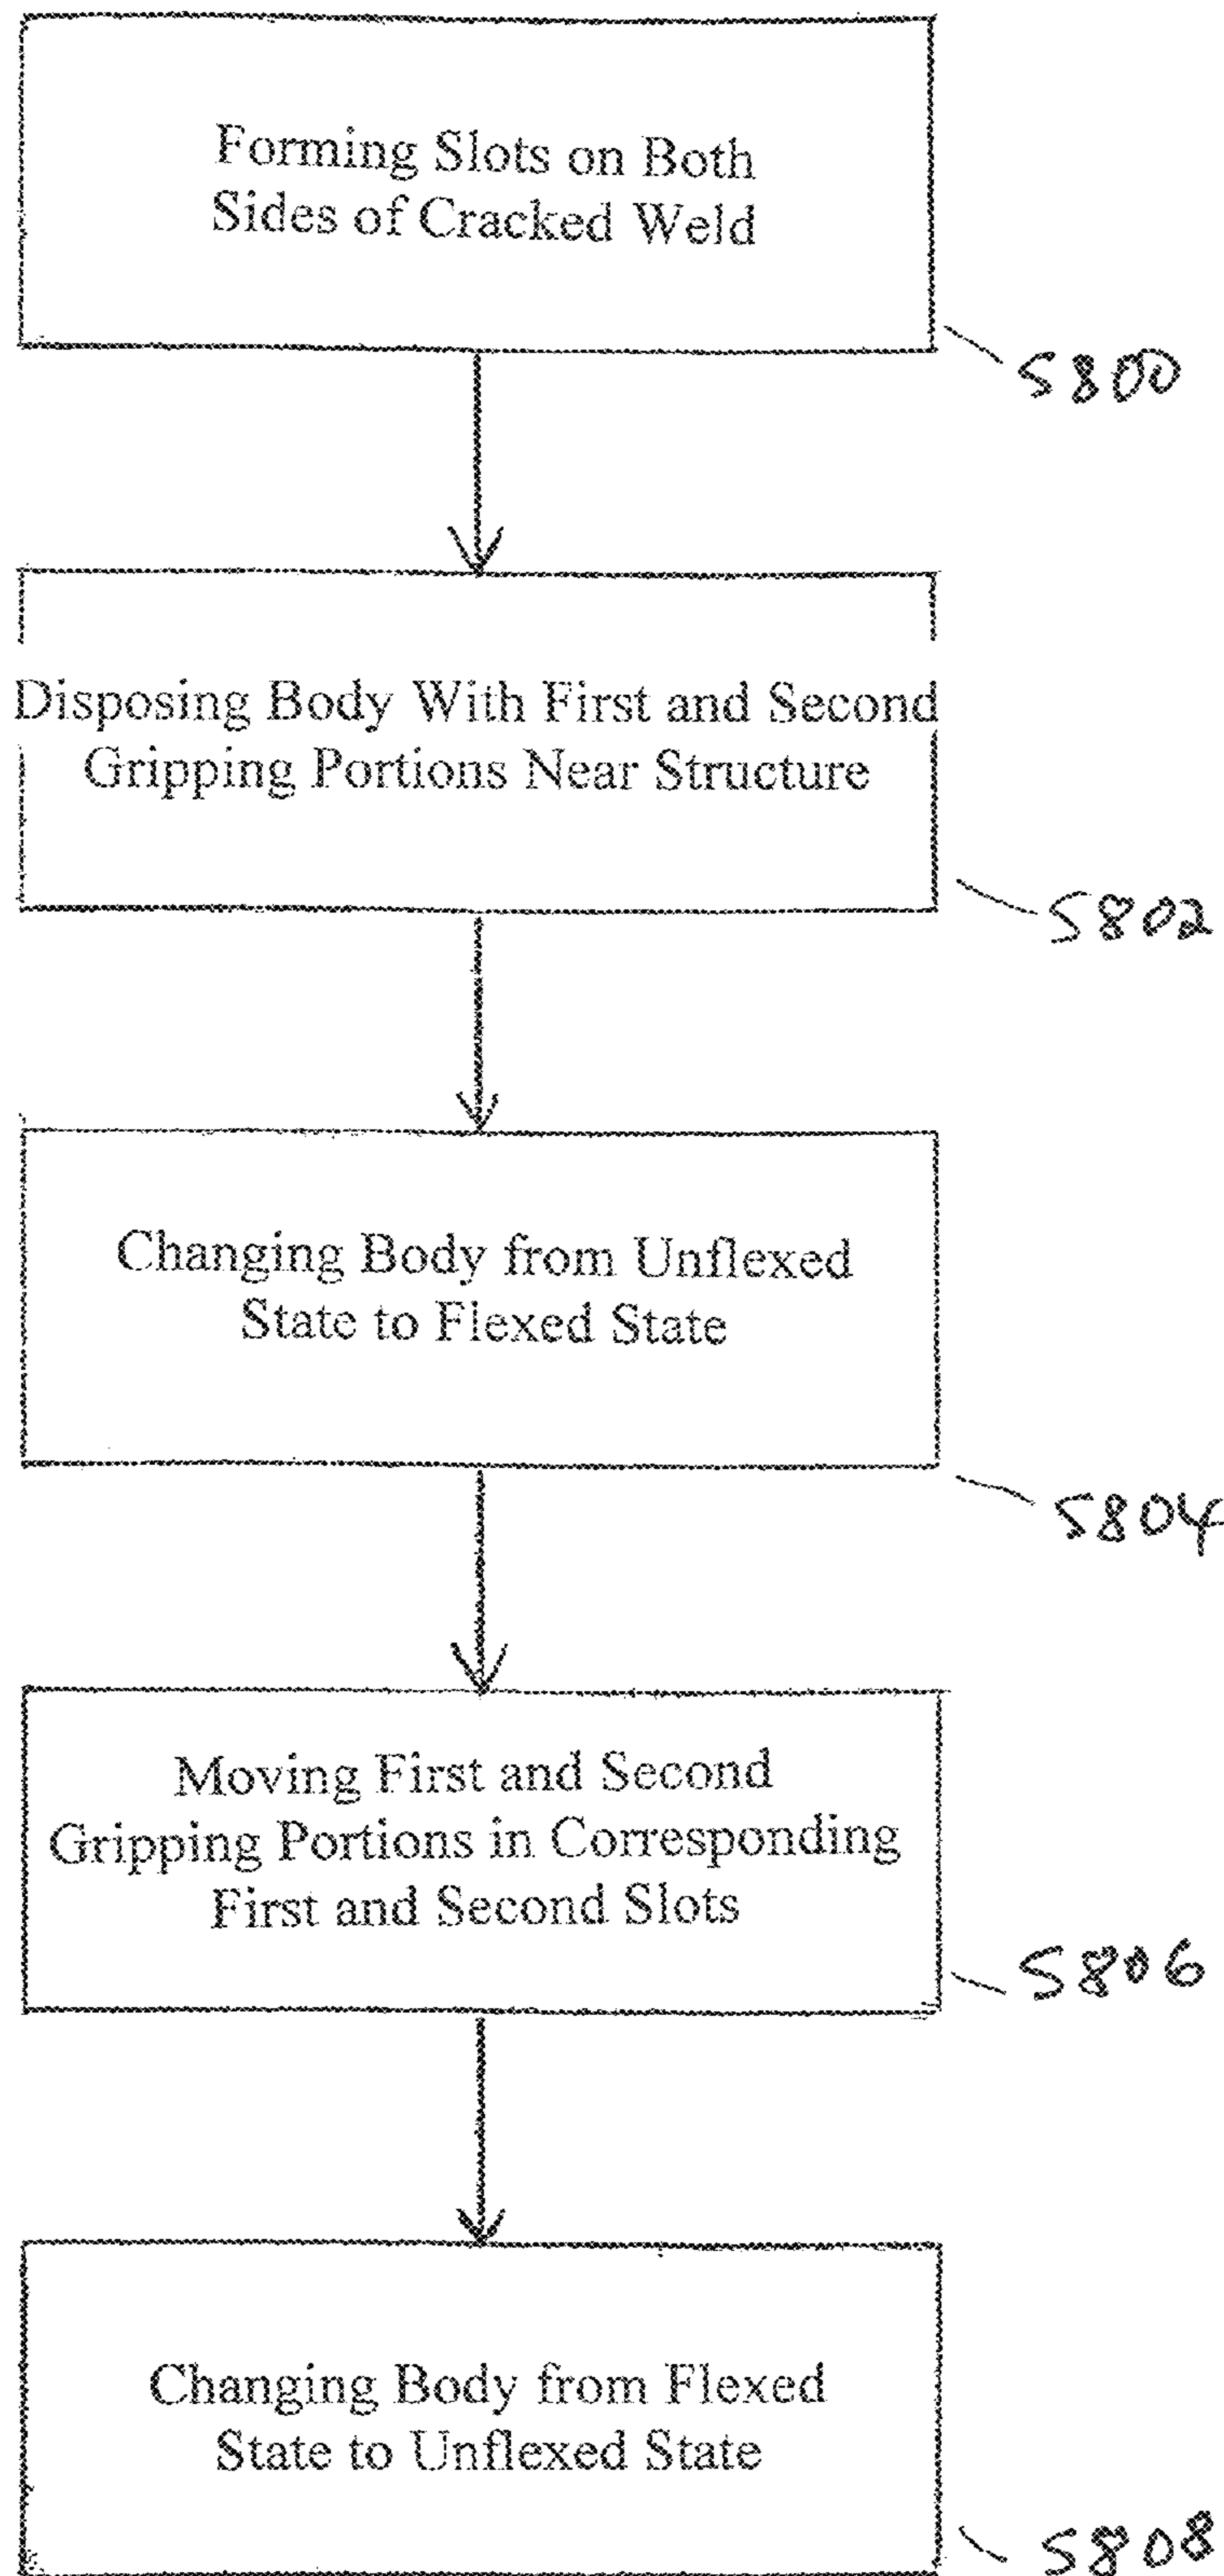 Forming Slots on Both
Sides of Cracked Weld
S800
Disposing Body With First and Second
Gripping Portions Near Structure
S802
Changing Body from Unflexed
State to Flexed State
S804
Moving First and Second
Gripping Portions in Corresponding
First and Second Slots
S806
Changing Body from Flexed
State to Unflexed State
S808